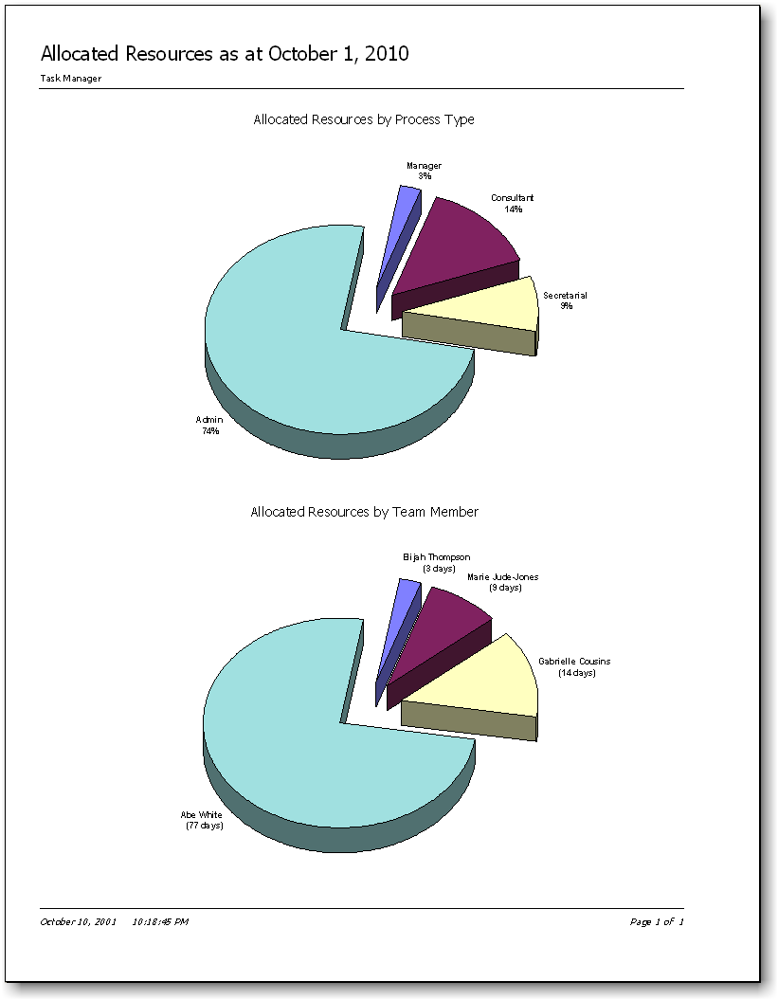 Allocated Resources as at October 1, 2010
Task Manager
Allocated Resources by Process Type
Manager
3%
Consultant
14%
Secretarial
9%
Admin
74%
Allocated Resources by Team Member
Elijah Thompson
(3 days)
Marie Jude-Jones
(9 days)
Gabrielle Cousins
(14 days)
Abe White
(77 days)
October 10, 2001 10:18:45 PM Page 1 of 1